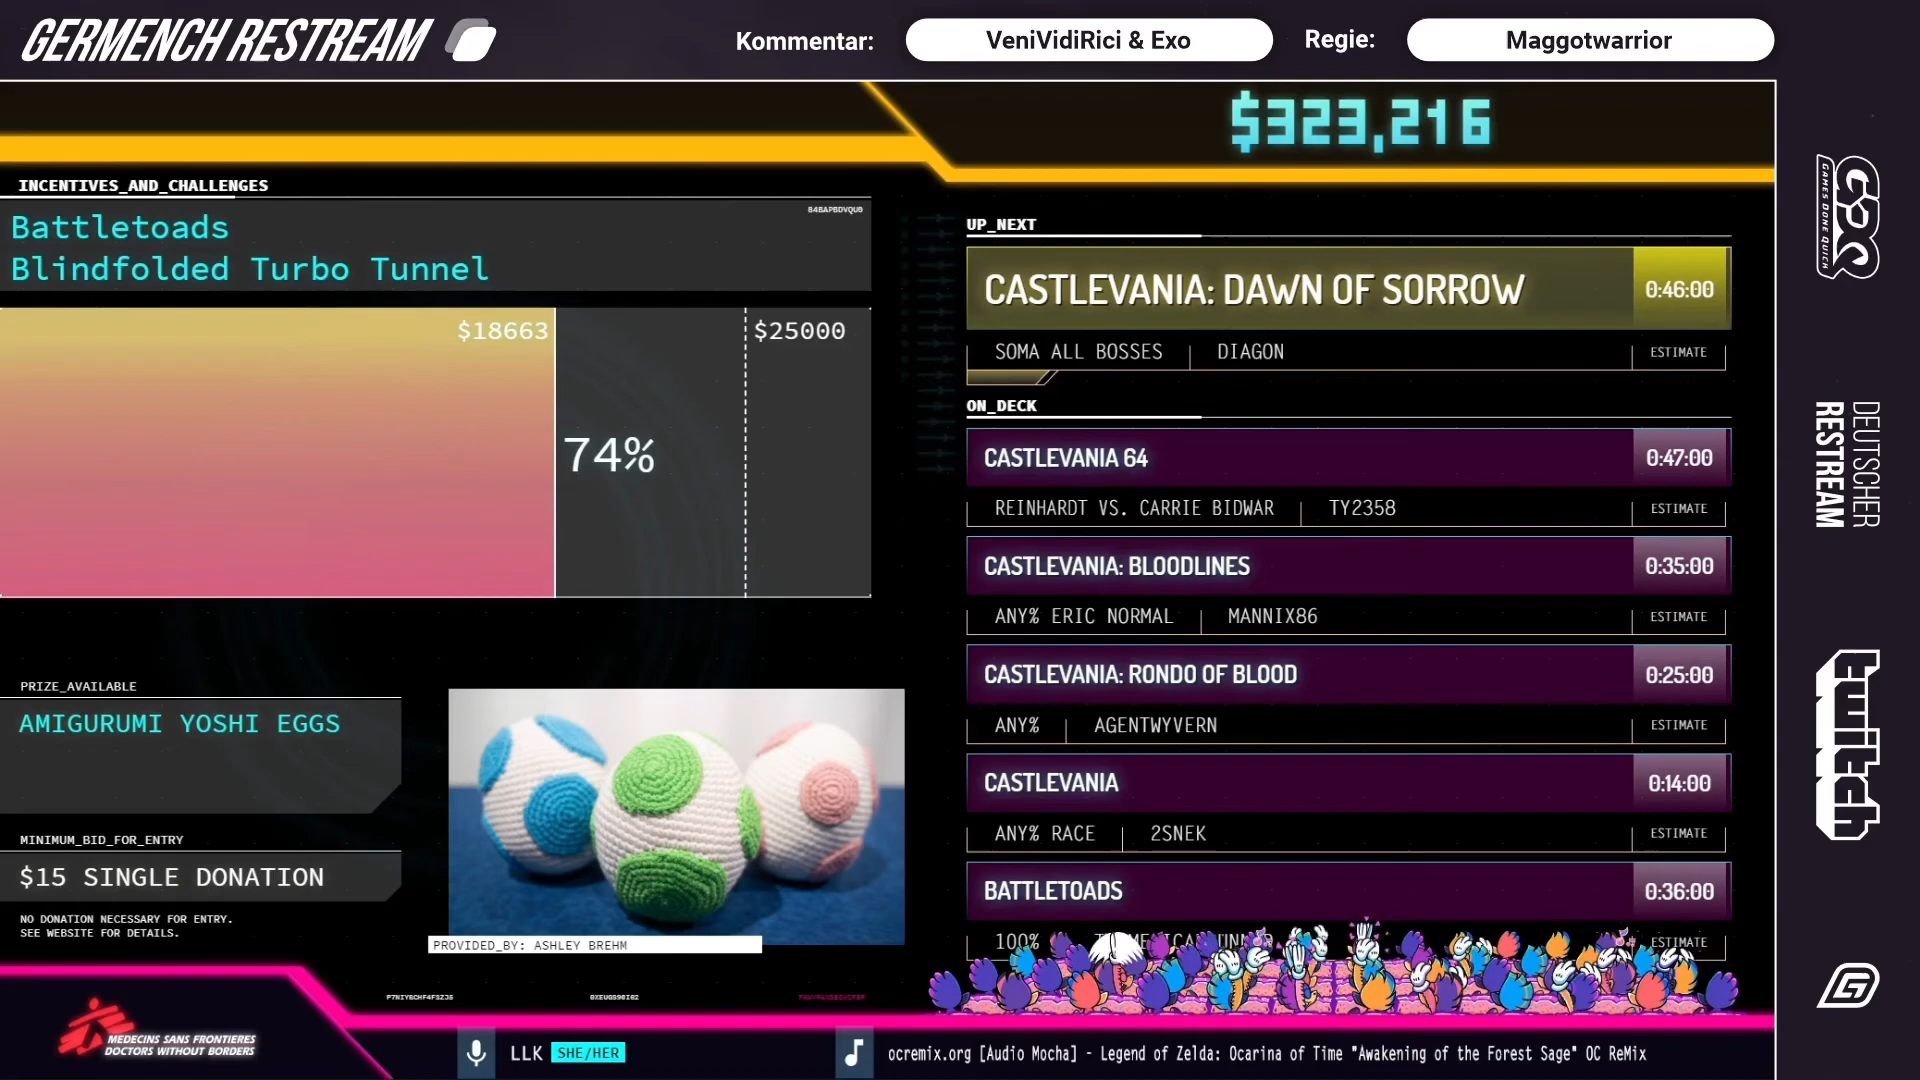 GERMENCH RESTREAM
Kommentar:
VeniVidiRici & Exo
Regie:
Maggotwarrior
$323,216
INCENTIVES_AND_CHALLENGES
Battletoads
Blindfolded Turbo Tunnel
$18663
$25000
74%
PRIZE_AVAILABLE
AMIGURUMI YOSHI EGGS
MINIMUM_BID_FOR_ENTRY
$15 SINGLE DONATION
NO DONATION NECESSARY FOR ENTRY.
SEE WEBSITE FOR DETAILS.
PROVIDED_BY: ASHLEY BREHM
UP_NEXT
CASTLEVANIA: DAWN OF SORROW
0:46:00
SOMA ALL BOSSES
DIAGON
ESTIMATE
ON_DECK
CASTLEVANIA 64
0:47:00
REINHARDT VS. CARRIE BIDWAR
TY2358
ESTIMATE
CASTLEVANIA: BLOODLINES
0:35:00
ANY% ERIC NORMAL
MANNIX86
ESTIMATE
CASTLEVANIA: RONDO OF BLOOD
0:25:00
ANY%
AGENTWYVERN
ESTIMATE
CASTLEVANIA
0:14:00
ANY% RACE
2SNEK
ESTIMATE
BATTLETOADS
0:36:00
100%
ESTIMATE
MEDECINS SANS FRONTIERES
DOCTORS WITHOUT BORDERS
LLK
SHE/HER
ocremix.org [Audio Mocha] - Legend of Zelda: Ocarina of Time "Awakening of the Forest Sage" OC ReMix
GDQ
GAMES DONE QUICK
DEUTSCHER
RESTREAM
twitch